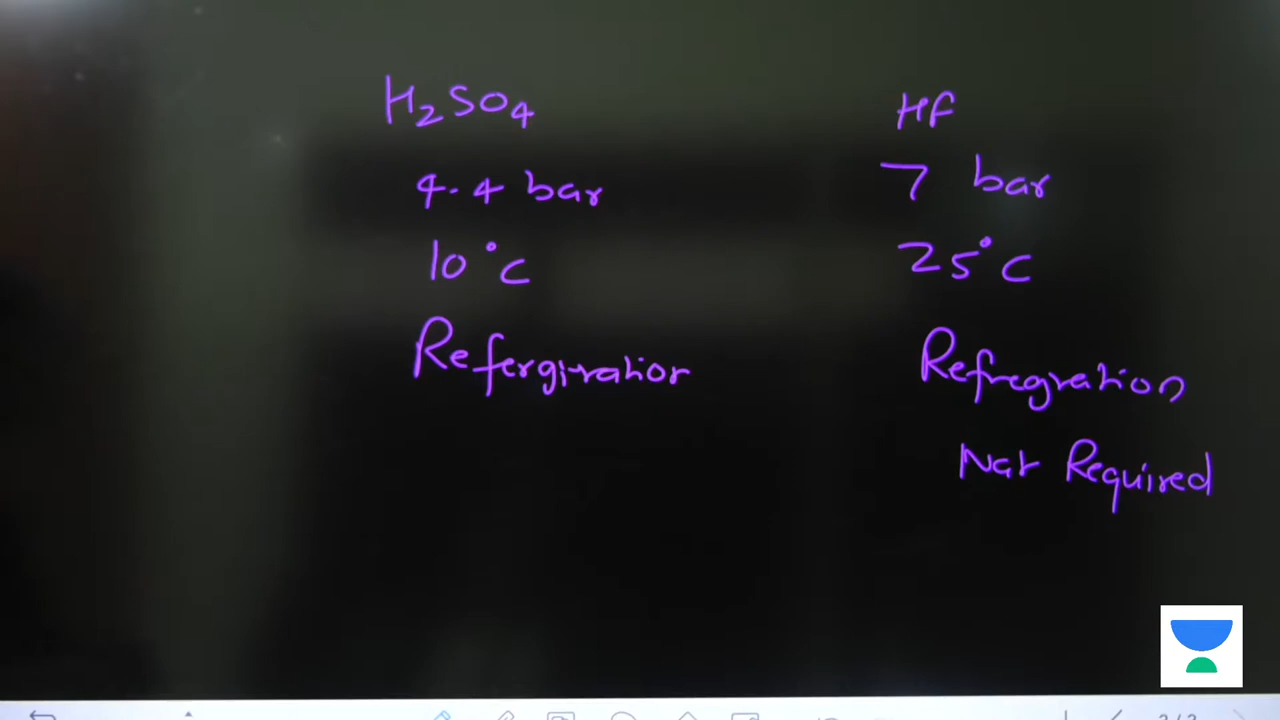 H₂SO₄ HF
4.4 bar 7 bar
10°C 25°C
Refergiration Refregration
Not Required